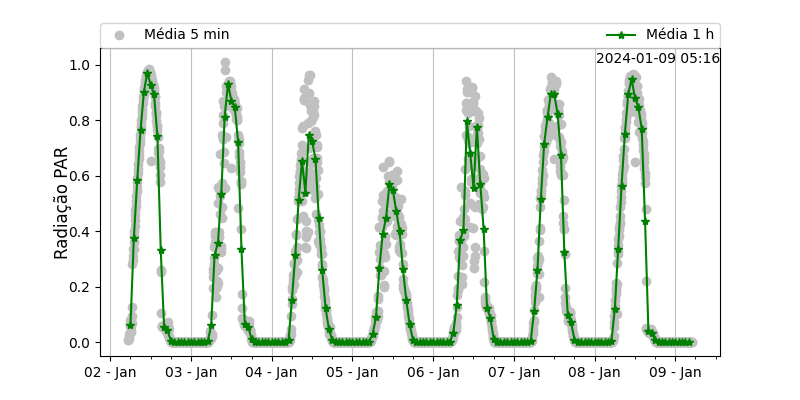 Média 5 min
Média 1 h
2024-01-09 05:16
Radiação PAR
1.0
0.8
0.6
0.4
0.2
0.0
02 - Jan
03 - Jan
04 - Jan
05 - Jan
06 - Jan
07 - Jan
08 - Jan
09 - Jan